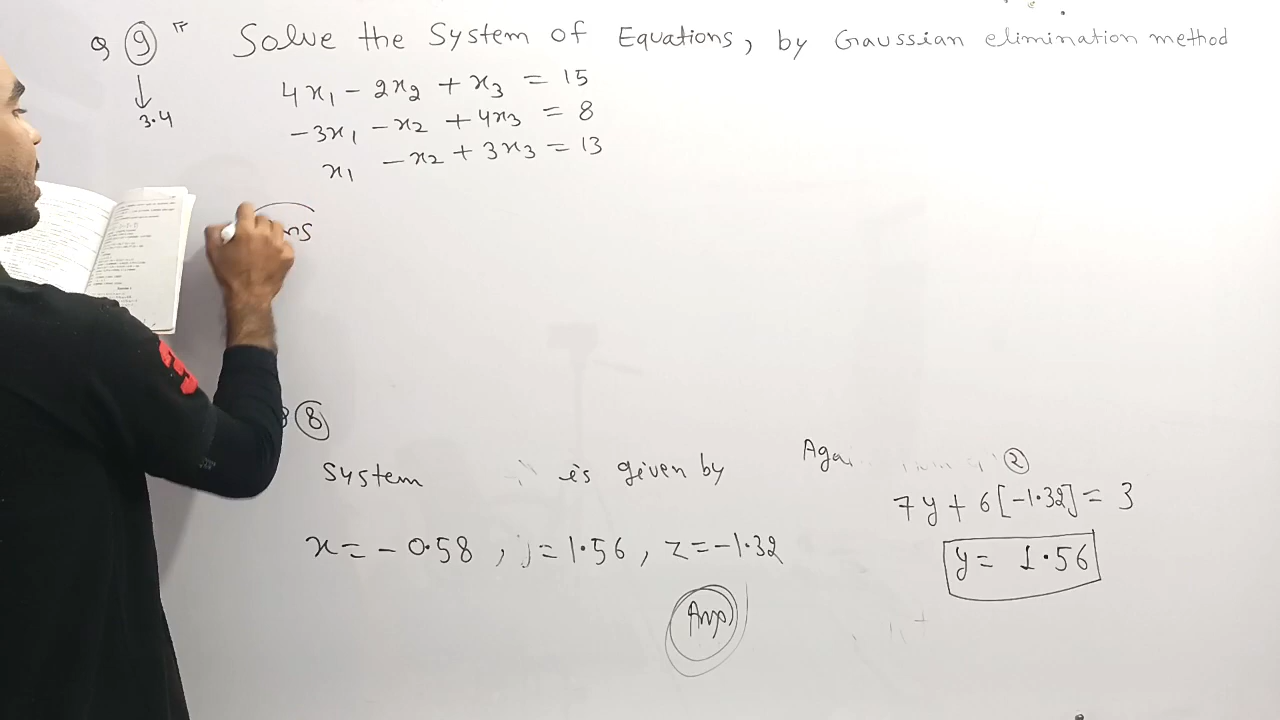 Q 9 Solve the System of Equations, by Gaussian elimination method
3.4
4x₁ - 2x₂ + x₃ = 15
-3x₁ - x₂ + 4x₃ = 8
x₁ - x₂ + 3x₃ = 13
ns
8
System is given by
x = -0.58, y = 1.56, z = -1.32
Ans
Aga 2
7y + 6[-1.32] = 3
y = 1.56